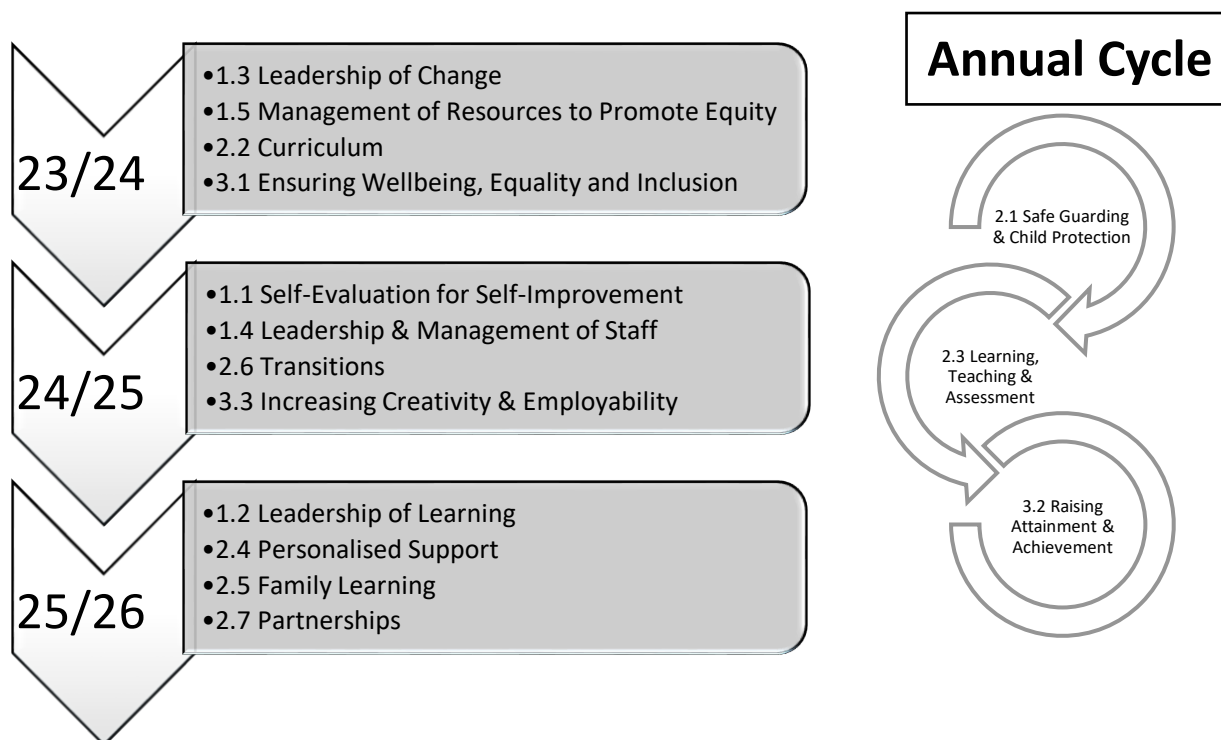 23/24
•1.3 Leadership of Change
•1.5 Management of Resources to Promote Equity
•2.2 Curriculum
•3.1 Ensuring Wellbeing, Equality and Inclusion
24/25
•1.1 Self-Evaluation for Self-Improvement
•1.4 Leadership & Management of Staff
•2.6 Transitions
•3.3 Increasing Creativity & Employability
25/26
•1.2 Leadership of Learning
•2.4 Personalised Support
•2.5 Family Learning
•2.7 Partnerships
Annual Cycle
2.1 Safe Guarding
& Child Protection
2.3 Learning,
Teaching &
Assessment
3.2 Raising
Attainment &
Achievement